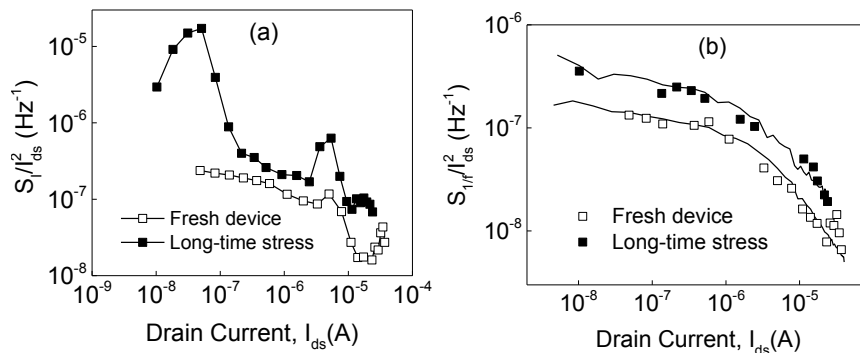 (a)
S_I/I²_ds (Hz⁻¹)
10⁻⁵
10⁻⁶
10⁻⁷
10⁻⁸
Fresh device
Long-time stress
10⁻⁹ 10⁻⁸ 10⁻⁷ 10⁻⁶ 10⁻⁵ 10⁻⁴
Drain Current, I_ds(A)
(b)
S_1/f/I²_ds (Hz⁻¹)
10⁻⁶
10⁻⁷
10⁻⁸
Fresh device
Long-time stress
10⁻⁸ 10⁻⁷ 10⁻⁶ 10⁻⁵
Drain Current, I_ds(A)